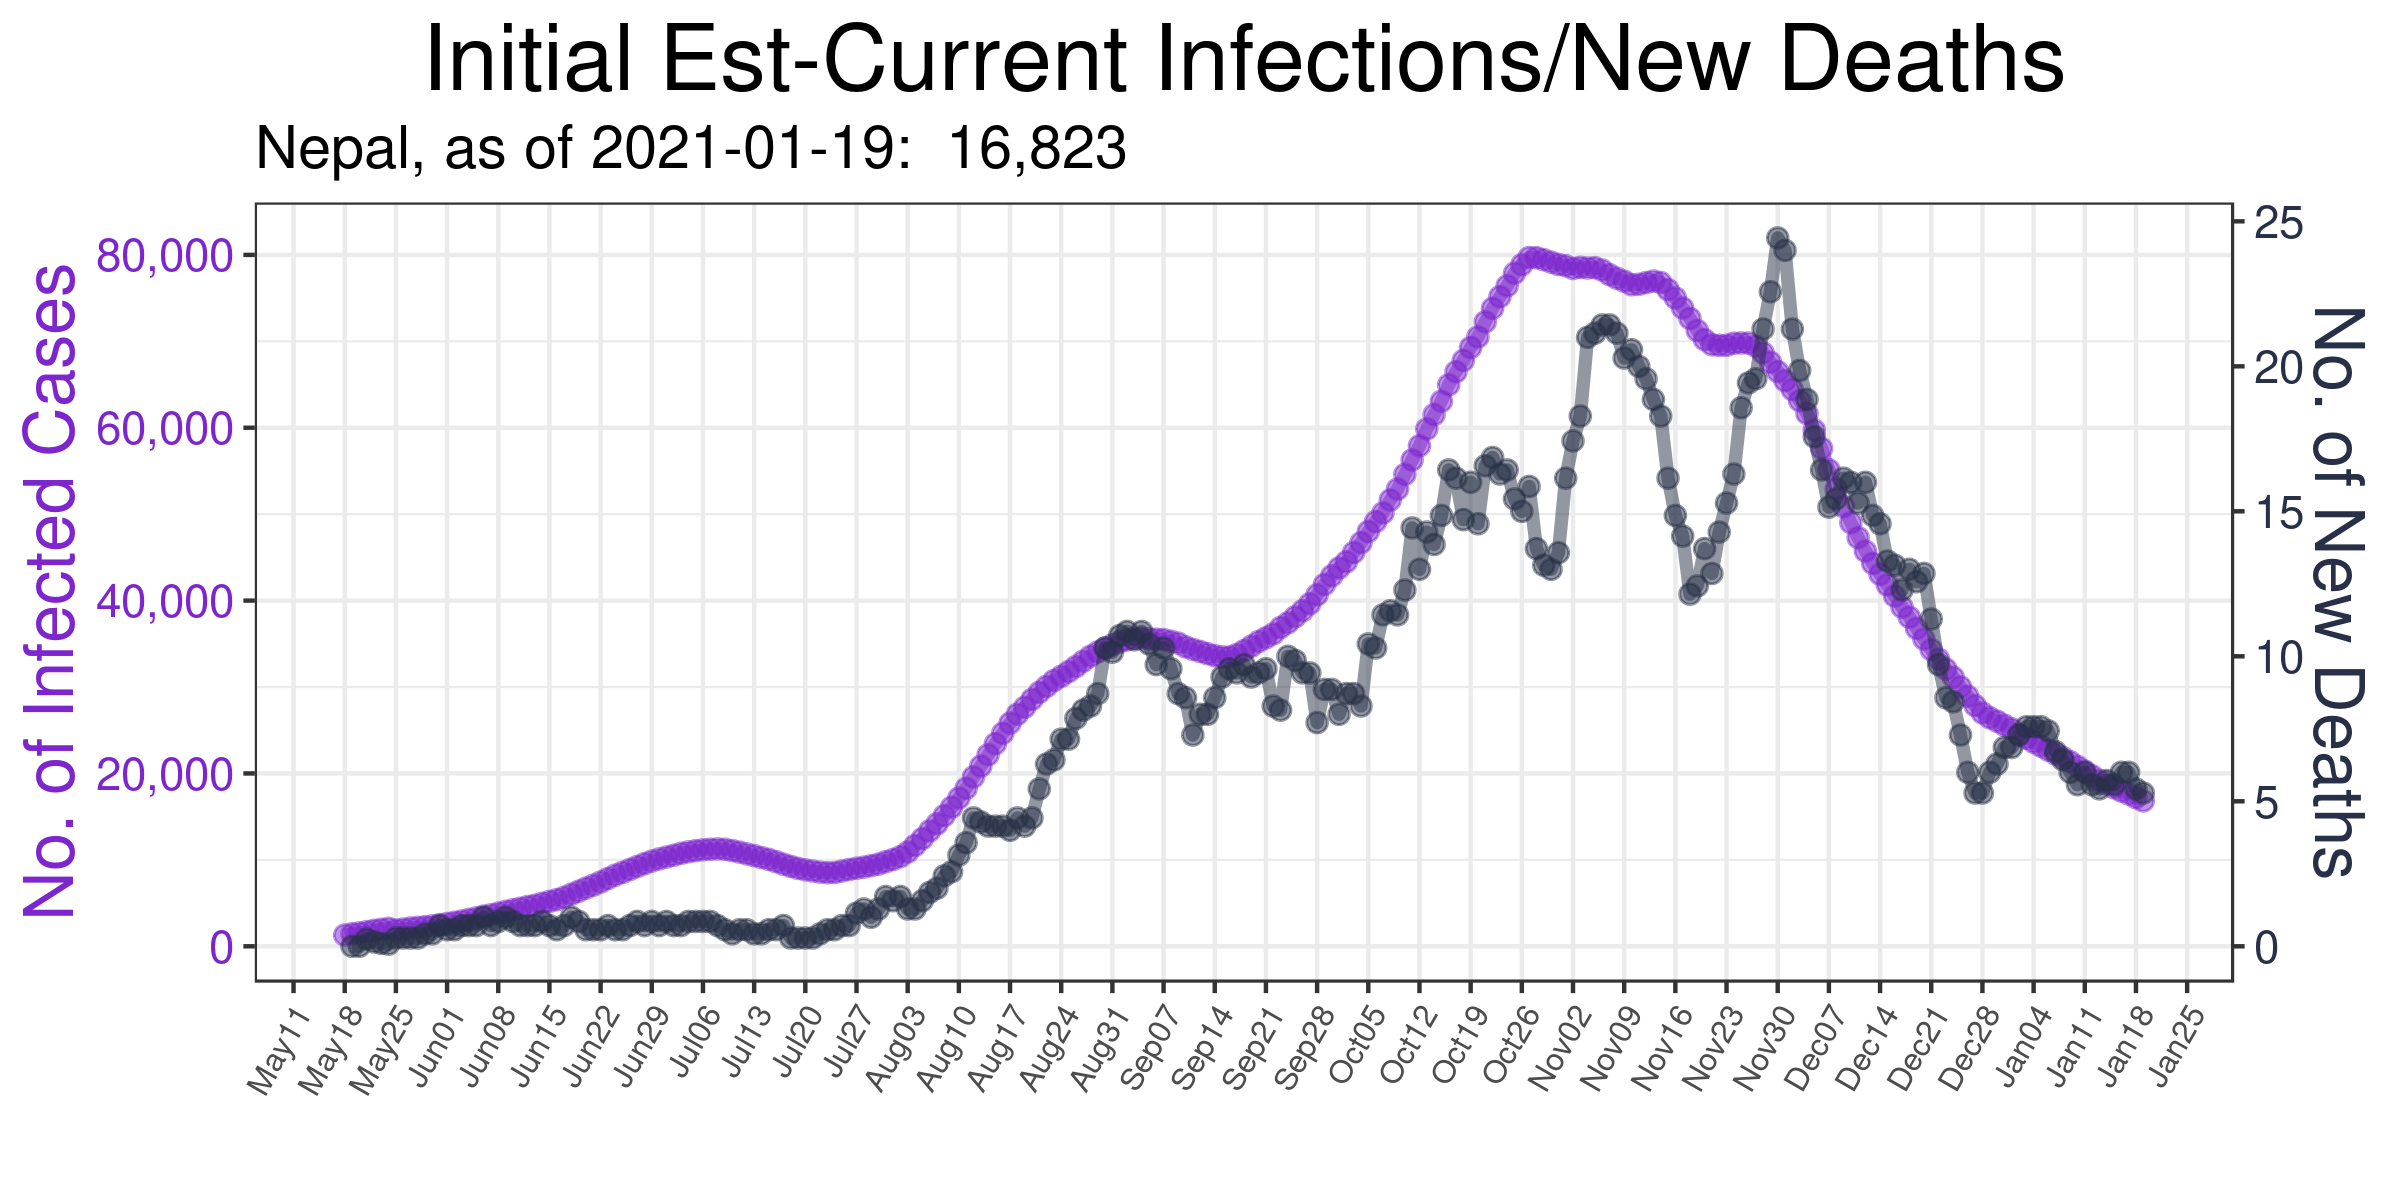 Initial Est-Current Infections/New Deaths
Nepal, as of 2021-01-19:  16,823
No. of Infected Cases
80,000
60,000
40,000
20,000
0
25
20
15
10
5
0
No. of New Deaths
May11
May18
May25
Jun01
Jun08
Jun15
Jun22
Jun29
Jul06
Jul13
Jul20
Jul27
Aug03
Aug10
Aug17
Aug24
Aug31
Sep07
Sep14
Sep21
Sep28
Oct05
Oct12
Oct19
Oct26
Nov02
Nov09
Nov16
Nov23
Nov30
Dec07
Dec14
Dec21
Dec28
Jan04
Jan11
Jan18
Jan25